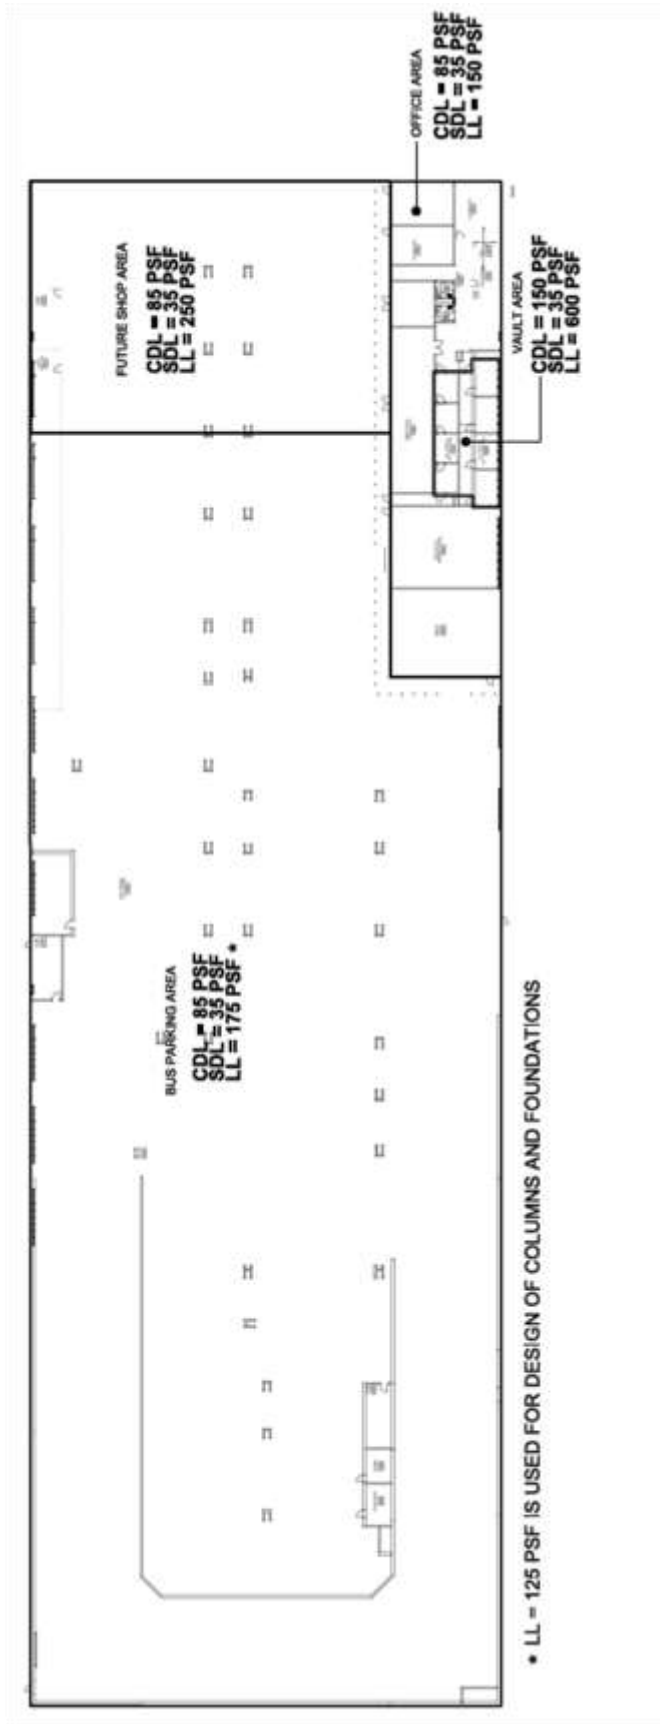 OFFICE AREA
CDL = 85 PSF
SDL = 35 PSF
LL = 150 PSF
FUTURE SHOP AREA
CDL = 85 PSF
SDL = 35 PSF
LL = 250 PSF
VAULT AREA
CDL = 150 PSF
SDL = 35 PSF
LL = 600 PSF
BUS PARKING AREA
CDL = 85 PSF
SDL = 35 PSF
LL = 175 PSF *
* LL = 125 PSF IS USED FOR DESIGN OF COLUMNS AND FOUNDATIONS